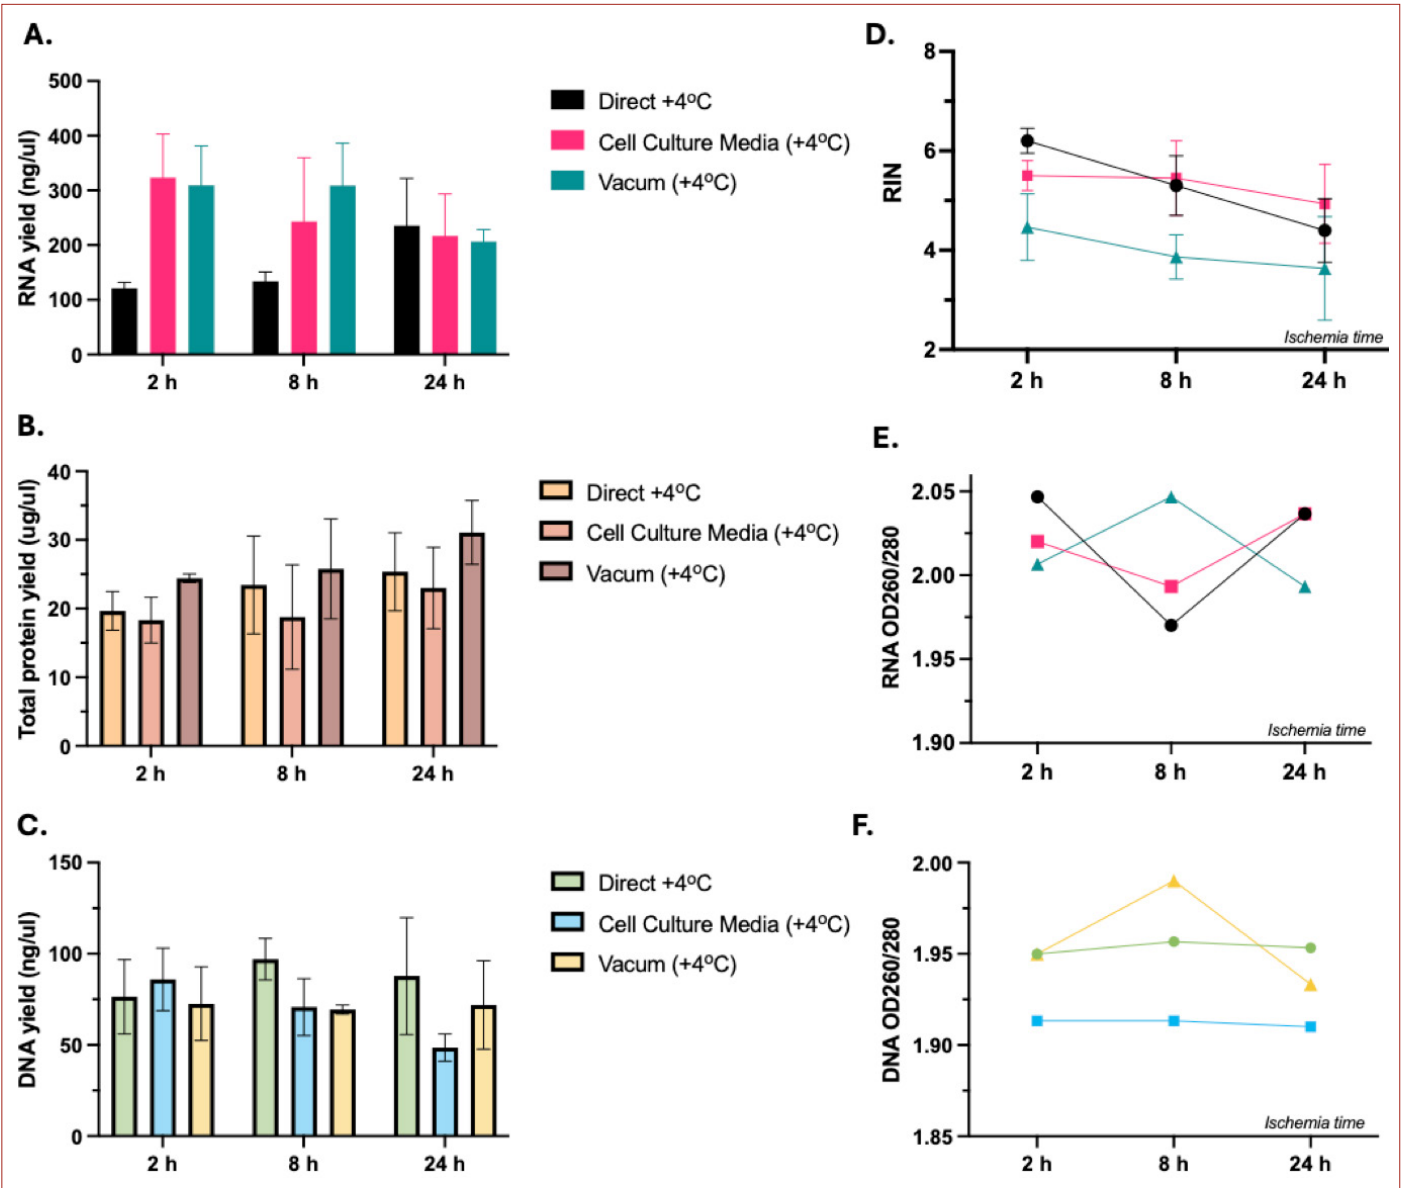 A.
RNA yield (ng/ul)
500
400
300
200
100
0
2 h
8 h
24 h
Direct +4ºC
Cell Culture Media (+4ºC)
Vacum (+4ºC)
D.
RIN
8
6
4
2
Ischemia time
2 h
8 h
24 h
B.
Total protein yield (ug/ul)
40
30
20
10
0
2 h
8 h
24 h
Direct +4ºC
Cell Culture Media (+4ºC)
Vacum (+4ºC)
E.
RNA OD260/280
2.05
2.00
1.95
1.90
Ischemia time
2 h
8 h
24 h
C.
DNA yield (ng/ul)
150
100
50
0
2 h
8 h
24 h
Direct +4ºC
Cell Culture Media (+4ºC)
Vacum (+4ºC)
F.
DNA OD260/280
2.00
1.95
1.90
1.85
Ischemia time
2 h
8 h
24 h